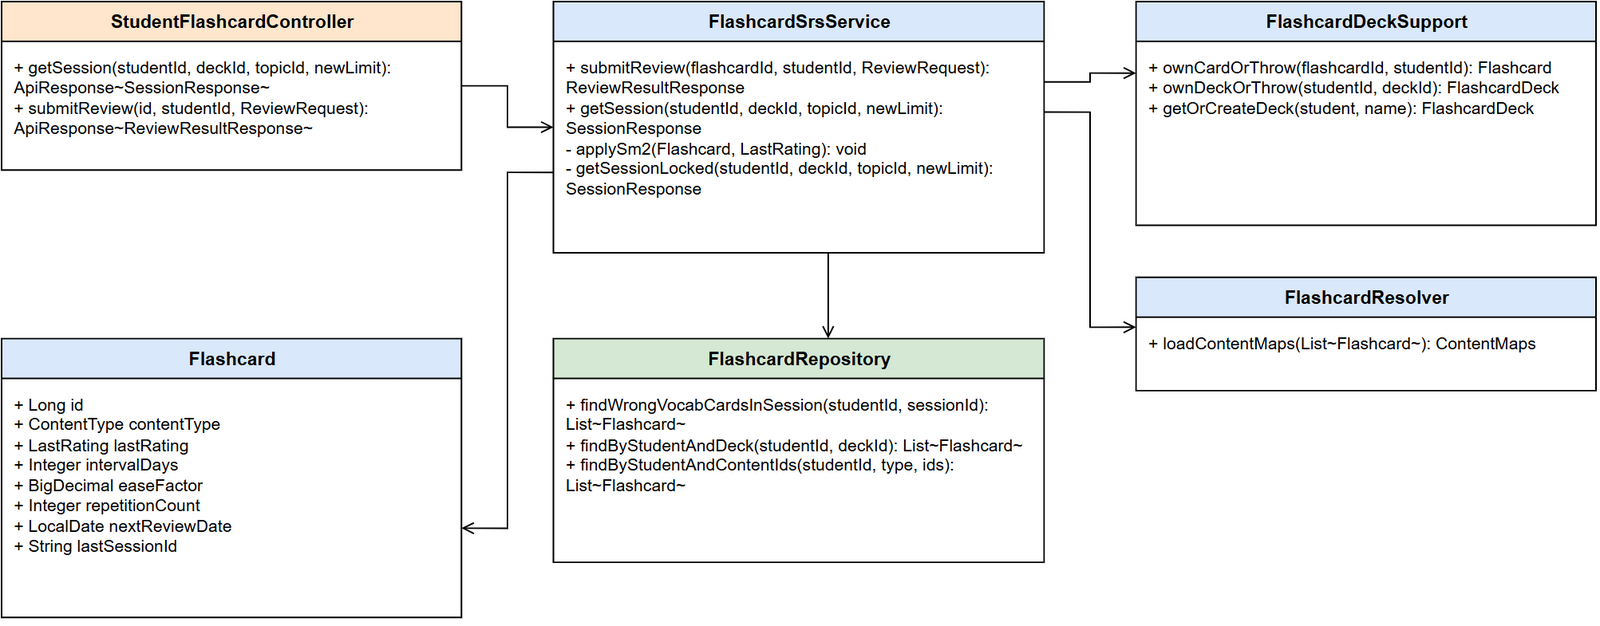 StudentFlashcardController
+ getSession(studentId, deckId, topicId, newLimit):
ApiResponse~SessionResponse~
+ submitReview(id, studentId, ReviewRequest):
ApiResponse~ReviewResultResponse~
FlashcardSrsService
+ submitReview(flashcardId, studentId, ReviewRequest):
ReviewResultResponse
+ getSession(studentId, deckId, topicId, newLimit):
SessionResponse
- applySm2(Flashcard, LastRating): void
- getSessionLocked(studentId, deckId, topicId, newLimit):
SessionResponse
FlashcardDeckSupport
+ ownCardOrThrow(flashcardId, studentId): Flashcard
+ ownDeckOrThrow(studentId, deckId): FlashcardDeck
+ getOrCreateDeck(student, name): FlashcardDeck
FlashcardResolver
+ loadContentMaps(List~Flashcard~): ContentMaps
Flashcard
+ Long id
+ ContentType contentType
+ LastRating lastRating
+ Integer intervalDays
+ BigDecimal easeFactor
+ Integer repetitionCount
+ LocalDate nextReviewDate
+ String lastSessionId
FlashcardRepository
+ findWrongVocabCardsInSession(studentId, sessionId):
List~Flashcard~
+ findByStudentAndDeck(studentId, deckId): List~Flashcard~
+ findByStudentAndContentIds(studentId, type, ids):
List~Flashcard~